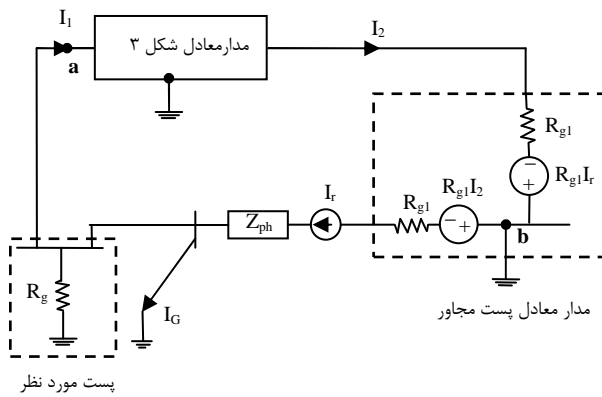 I1
a
مدارمعادل شکل ۳
I2
Rg1
Rg1Ir
Ir
Rg1
Rg1I2
Zph
b
Rg
IG
مدار معادل پست مجاور
پست مورد نظر